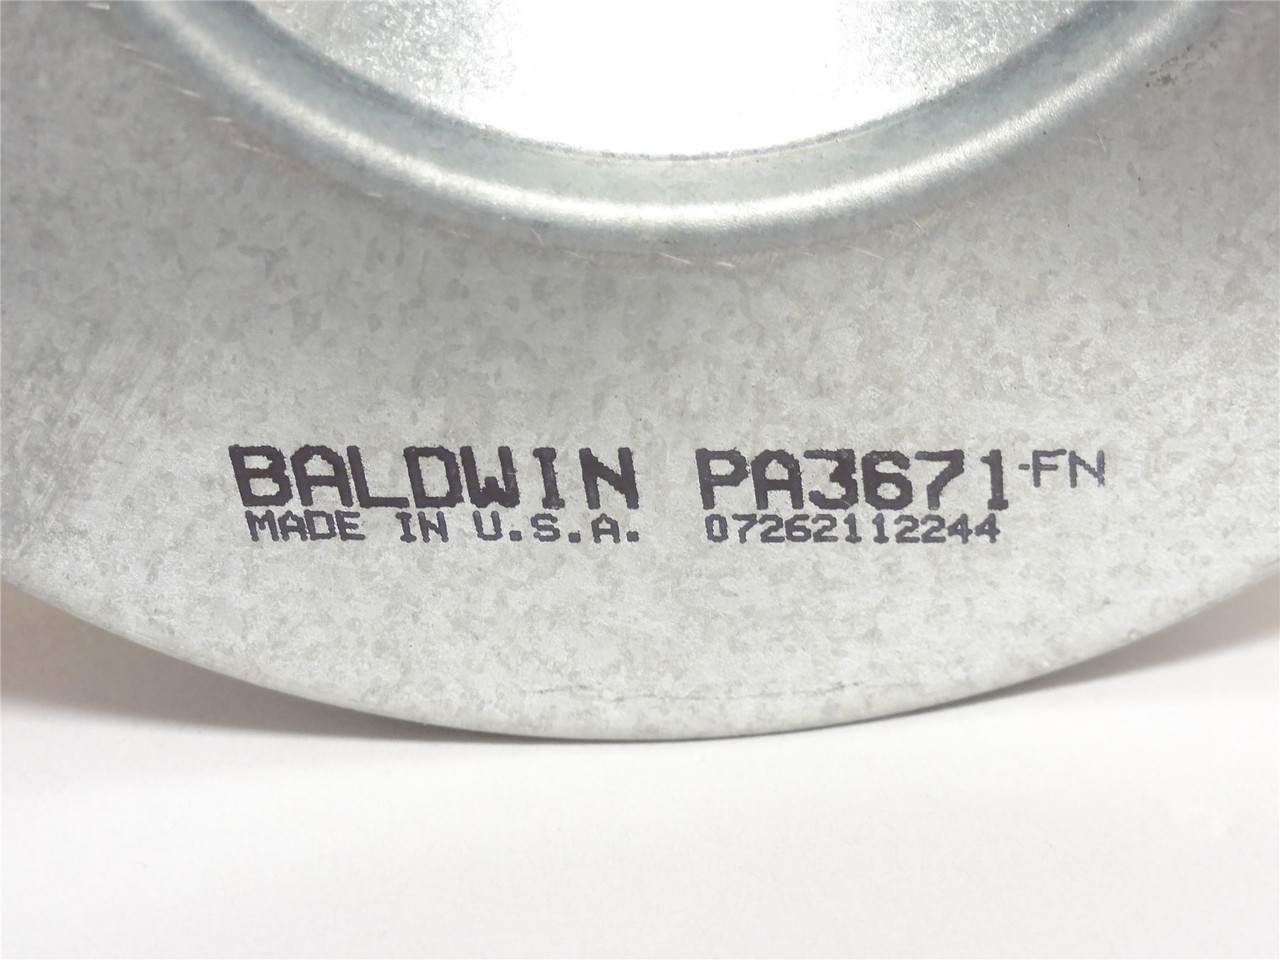 BALDWIN PA3671-FN
MADE IN U.S.A. 07262112244